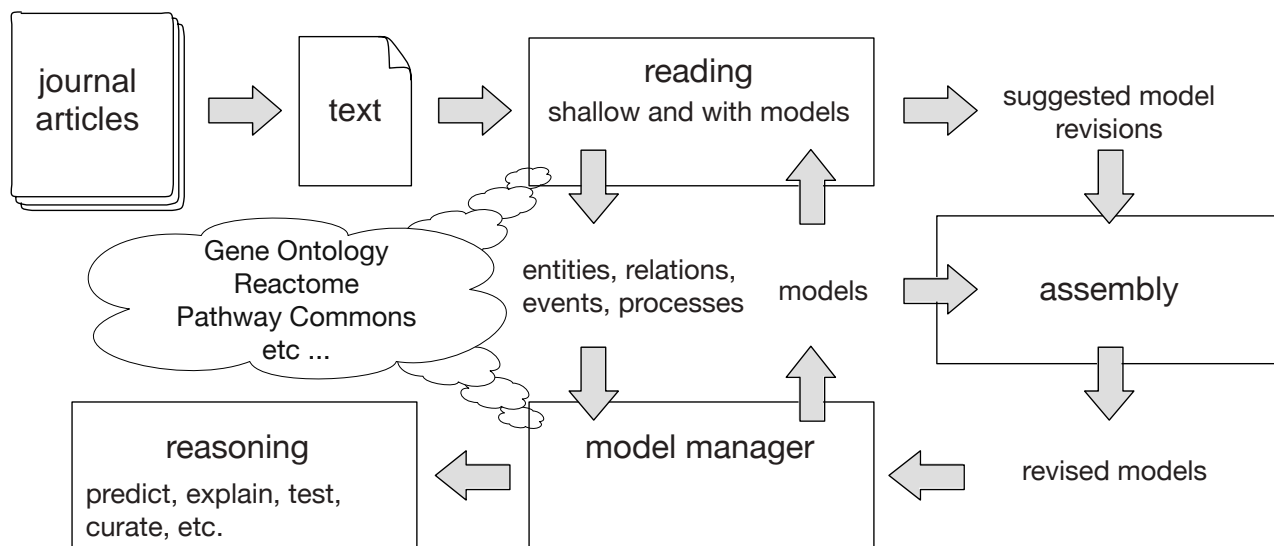 journal
articles
text
reading
shallow and with models
suggested model
revisions
Gene Ontology
Reactome
Pathway Commons
etc ...
entities, relations,
events, processes
models
assembly
reasoning
predict, explain, test,
curate, etc.
model manager
revised models